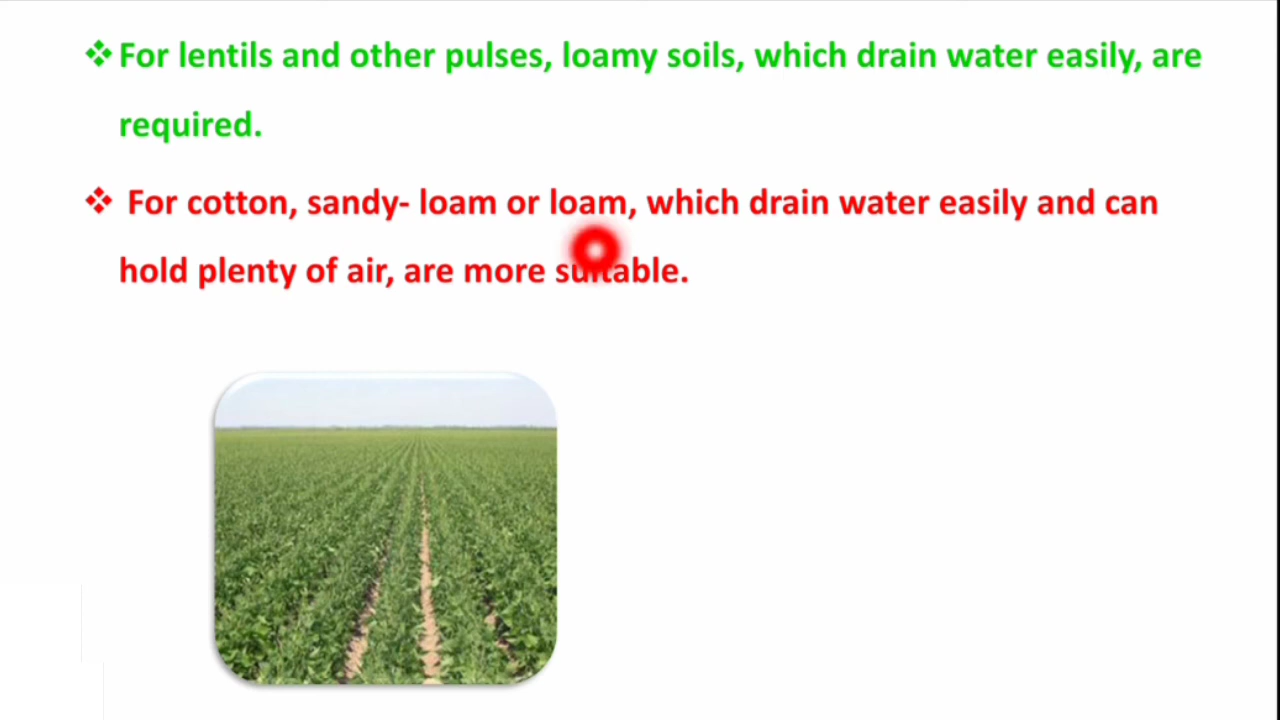 ❖For lentils and other pulses, loamy soils, which drain water easily, are
required.
❖ For cotton, sandy- loam or loam, which drain water easily and can
hold plenty of air, are more suitable.